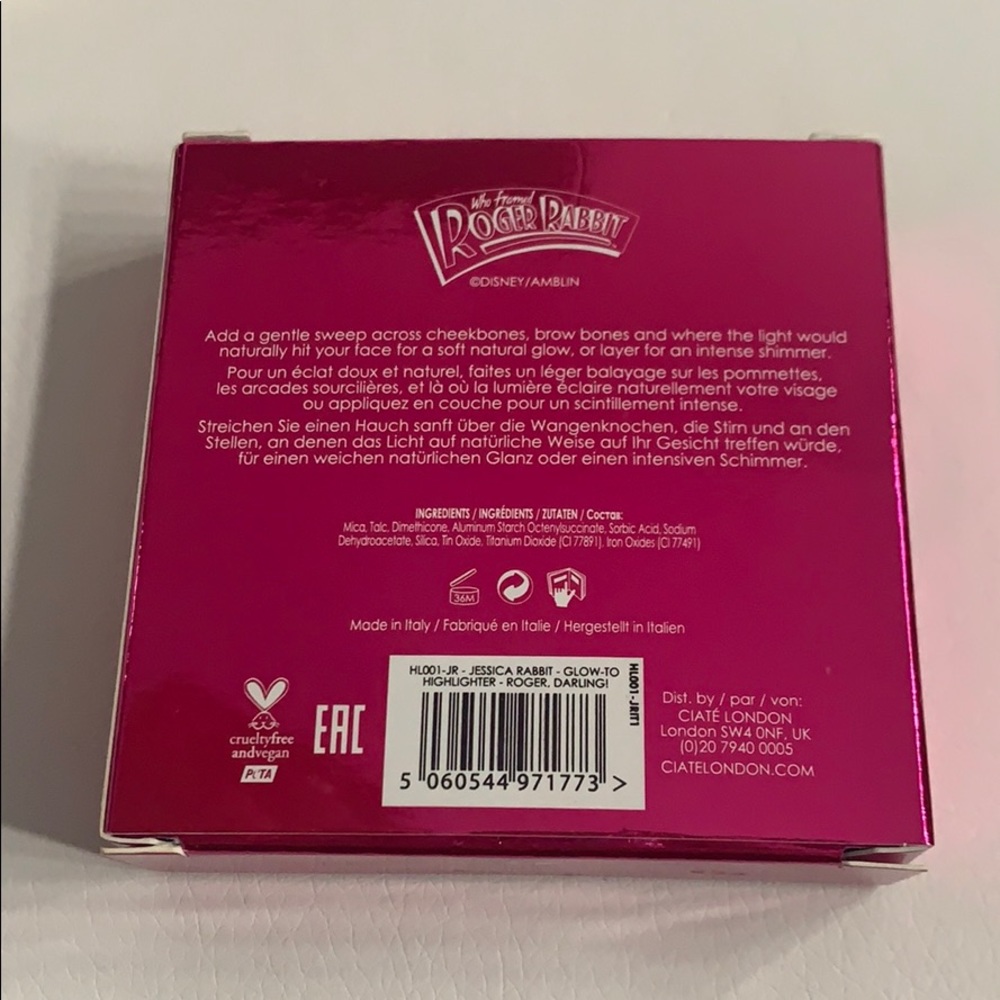 Who framed
ROGER RABBIT
©DISNEY/AMBLIN
Add a gentle sweep across cheekbones, brow bones and where the light would
naturally hit your face for a soft natural glow, or layer for an intense shimmer.
Pour un éclat doux et naturel, faites un léger balayage sur les pommettes,
les arcades sourcilières, et là où la lumière éclaire naturellement votre visage
ou appliquez en couche pour un scintillement intense.
Streichen Sie einen Hauch sanft über die Wangenknochen, die Stirn und an den
Stellen, an denen das Licht auf natürliche Weise auf Ihr Gesicht treffen würde,
für einen weichen natürlichen Glanz oder einen intensiven Schimmer.
INGREDIENTS / INGRÉDIENTS / ZUTATEN / Состав:
Mica, Talc, Dimethicone, Aluminum Starch Octenylsuccinate, Sorbic Acid, Sodium
Dehydroacetate, Silica, Tin Oxide, Titanium Dioxide (CI 77891), Iron Oxides (CI 77491)
36M
Made in Italy / Fabriqué en Italie / Hergestellt in Italien
crueltyfree
andvegan
PETA
EAC
HL001-JR - JESSICA RABBIT - GLOW-TO
HIGHLIGHTER - ROGER, DARLING!
5 060544 971773 >
HL001 - JRIT1
Dist. by / par / von:
CIATÉ LONDON
London SW4 0NF, UK
(0)20 7940 0005
CIATELONDON.COM